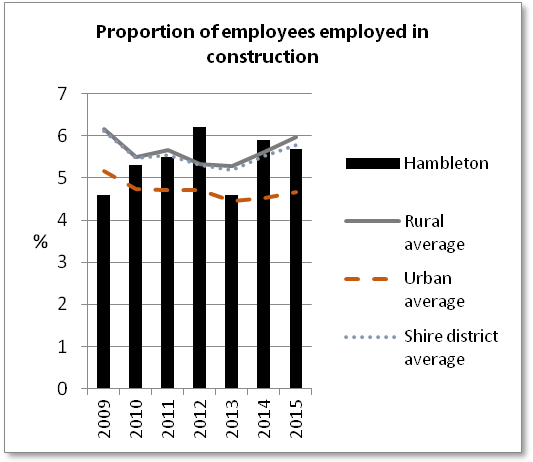 Proportion of employees employed in
construction
7
6
5
4
3
2
1
0
%
2009
2010
2011
2012
2013
2014
2015
Hambleton
Rural
average
Urban
average
Shire district
average